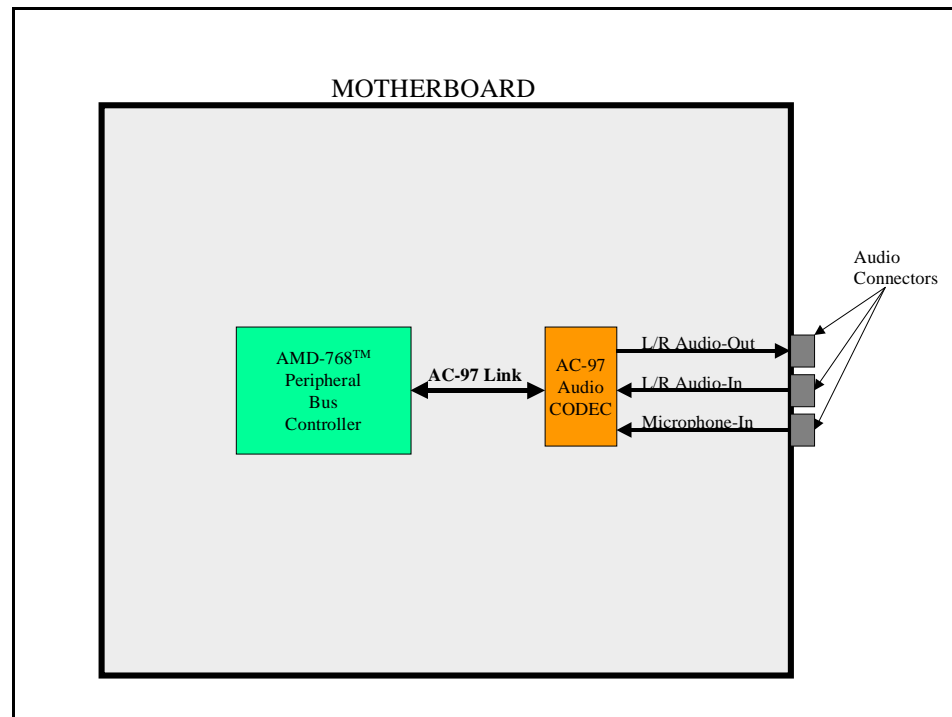 MOTHERBOARD
Audio
Connectors
AMD-768™
Peripheral
Bus
Controller
AC-97 Link
AC-97
Audio
CODEC
L/R Audio-Out
L/R Audio-In
Microphone-In